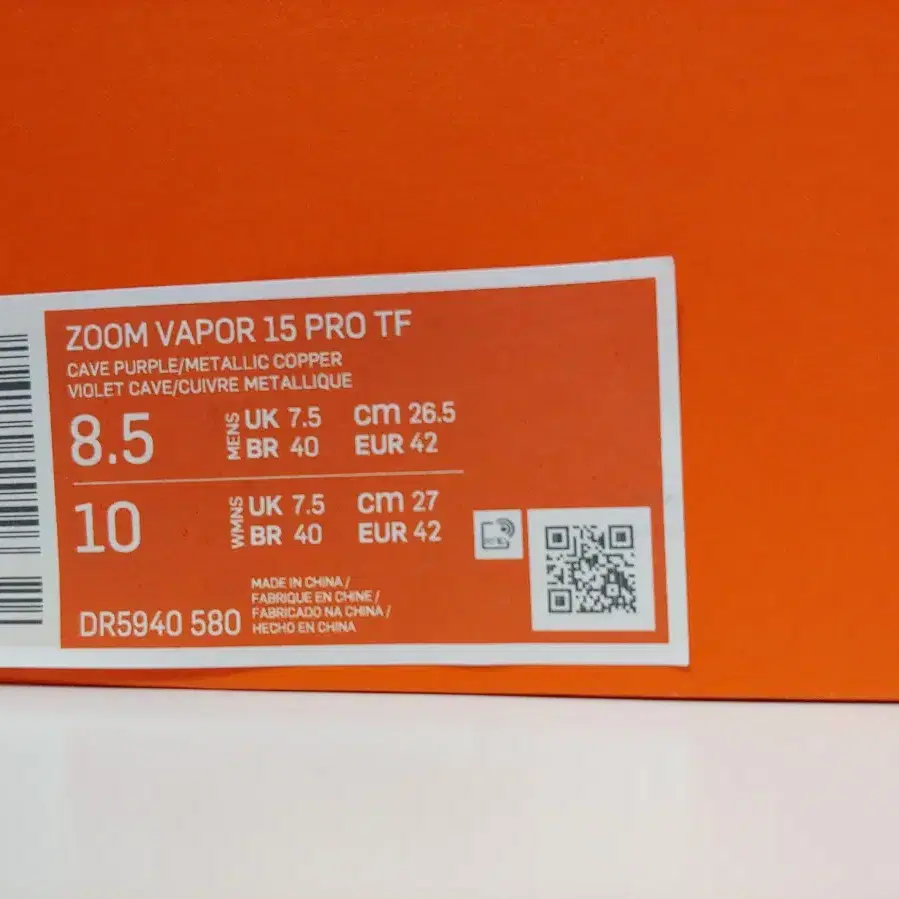 ZOOM VAPOR 15 PRO TF
CAVE PURPLE/METALLIC COPPER
VIOLET CAVE/CUIVRE METALLIQUE
8.5
MENS
UK 7.5 cm 26.5
BR 40 EUR 42
10
WMNS
UK 7.5 cm 27
BR 40 EUR 42
DR5940 580
MADE IN CHINA /
FABRIQUE EN CHINE /
FABRICADO NA CHINA /
HECHO EN CHINA